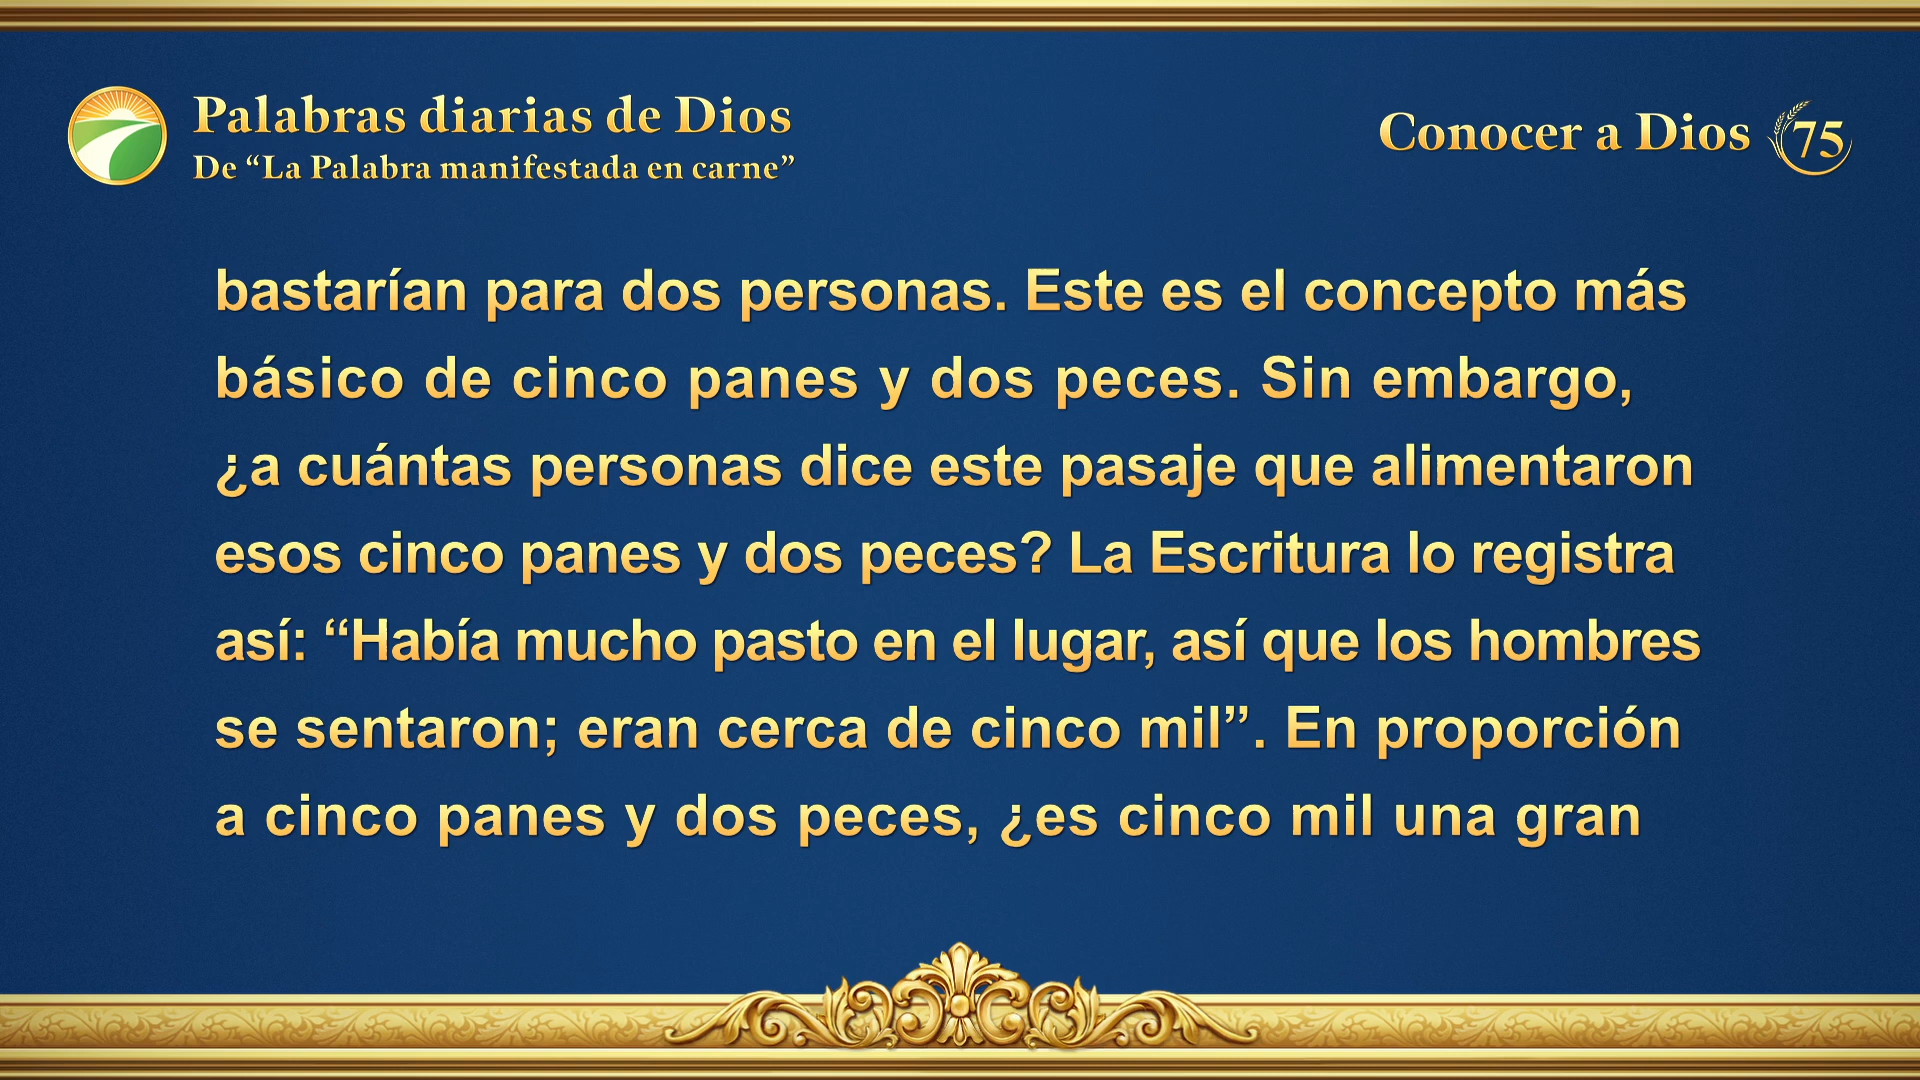 Palabras diarias de Dios
De “La Palabra manifestada en carne”
Conocer a Dios 75
bastarían para dos personas. Este es el concepto más
básico de cinco panes y dos peces. Sin embargo,
¿a cuántas personas dice este pasaje que alimentaron
esos cinco panes y dos peces? La Escritura lo registra
así: “Había mucho pasto en el lugar, así que los hombres
se sentaron; eran cerca de cinco mil”. En proporción
a cinco panes y dos peces, ¿es cinco mil una gran